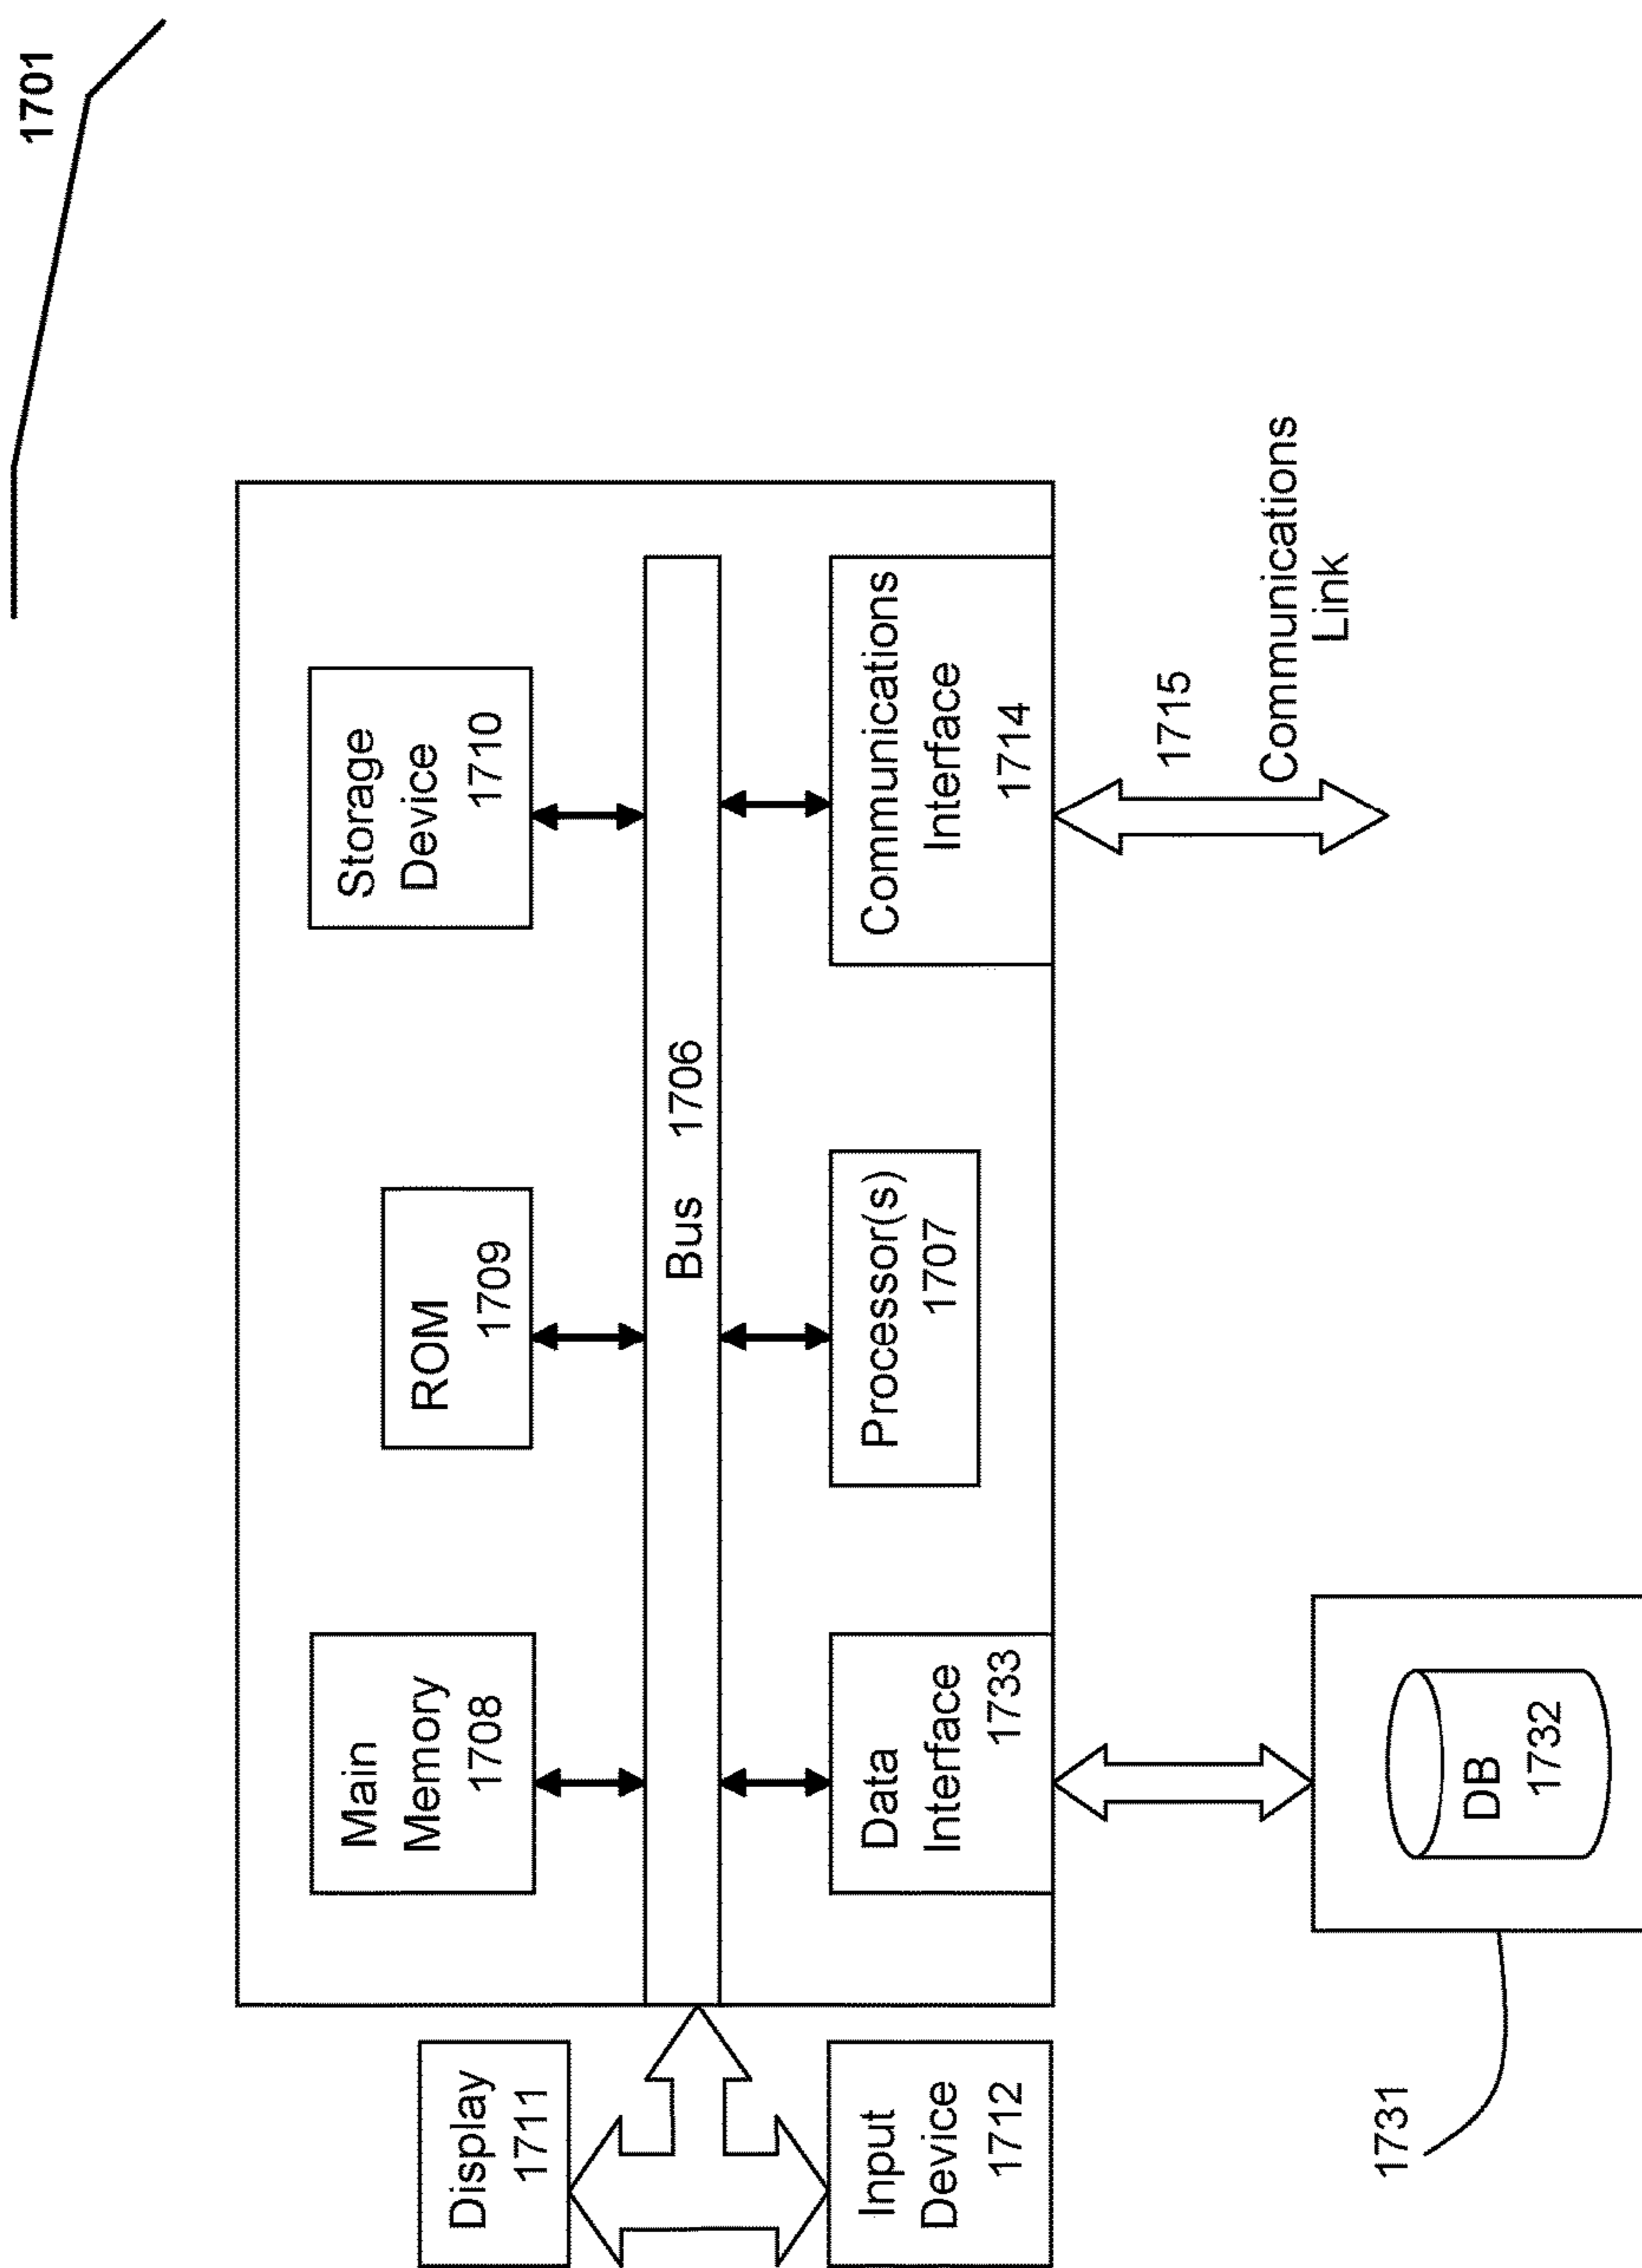 1701
Display
1711
Input
Device
1712
Main
Memory
1708
ROM
1709
Storage
Device
1710
Bus 1706
Data
Interface
1733
Processor(s)
1707
Communications
Interface
1714
1715
Communications
Link
DB
1732
1731